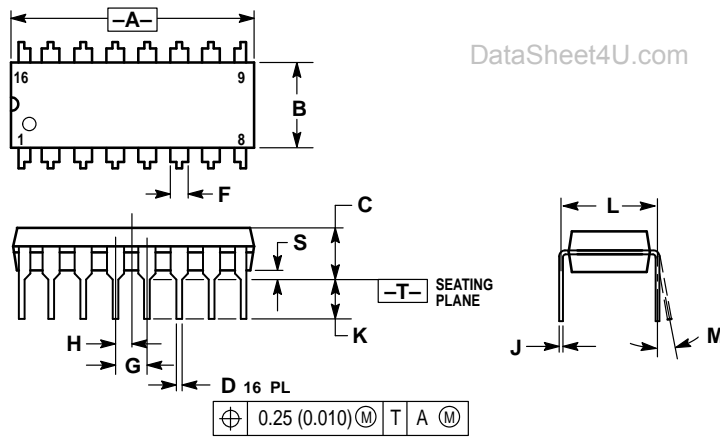 –A–
DataSheet4U.com
16 9
B
1 8
F
C
L
S
–T– SEATING PLANE
K
H
J
M
G
D 16 PL
⌖ 0.25 (0.010) Ⓜ T A Ⓜ